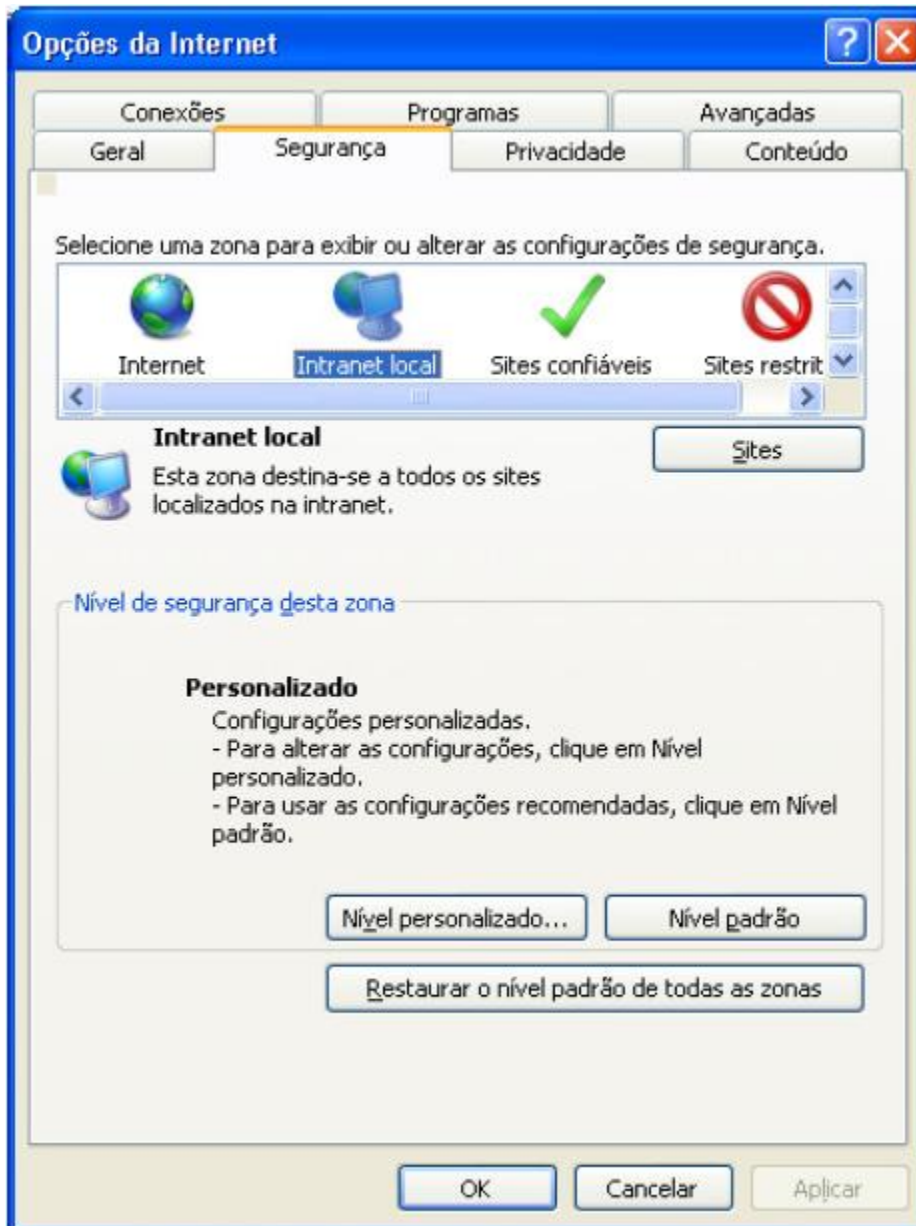 Opções da Internet
Conexões Programas Avançadas
Geral Segurança Privacidade Conteúdo
Selecione uma zona para exibir ou alterar as configurações de segurança.
Internet Intranet local Sites confiáveis Sites restrit
Intranet local
Sites
Esta zona destina-se a todos os sites
localizados na intranet.
Nível de segurança desta zona
Personalizado
Configurações personalizadas.
- Para alterar as configurações, clique em Nível
personalizado.
- Para usar as configurações recomendadas, clique em Nível
padrão.
Nível personalizado... Nível padrão
Restaurar o nível padrão de todas as zonas
OK Cancelar Aplicar